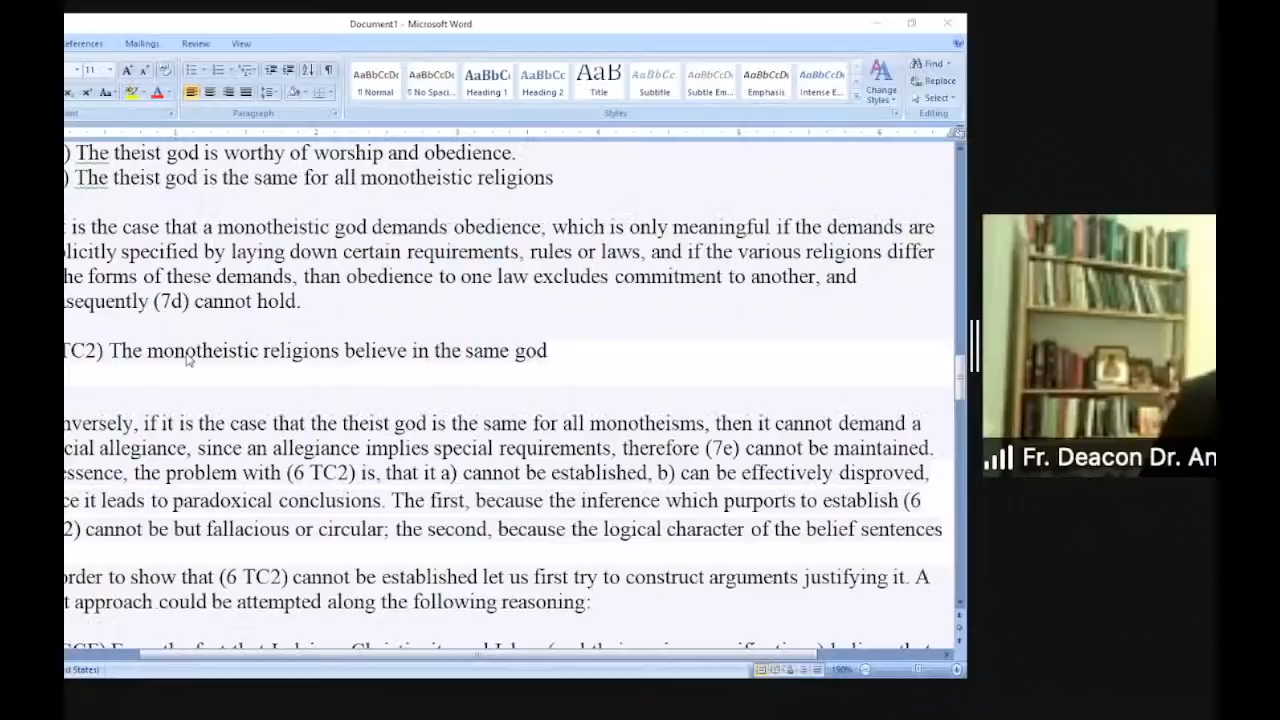 Document1 - Microsoft Word
eferences Mailings Review View
11 Aa
AaBbCcDc AaBbCcDc AaBbCc AaBbCc AaB AaBbCc. AaBbCcDc AaBbCcDc AaBbCcDc
¶ Normal ¶ No Spaci... Heading 1 Heading 2 Title Subtitle Subtle Em... Emphasis Intense E...
Change Styles
Find
Replace
Select
ont Paragraph Styles Editing
1 2 3 4 5 6
) The theist god is worthy of worship and obedience.
) The theist god is the same for all monotheistic religions
is the case that a monotheistic god demands obedience, which is only meaningful if the demands are
plicitly specified by laying down certain requirements, rules or laws, and if the various religions differ
he forms of these demands, than obedience to one law excludes commitment to another, and
sequently (7d) cannot hold.
TC2) The monotheistic religions believe in the same god
nversely, if it is the case that the theist god is the same for all monotheisms, then it cannot demand a
cial allegiance, since an allegiance implies special requirements, therefore (7e) cannot be maintained.
essence, the problem with (6 TC2) is, that it a) cannot be established, b) can be effectively disproved,
ce it leads to paradoxical conclusions. The first, because the inference which purports to establish (6
2) cannot be but fallacious or circular; the second, because the logical character of the belief sentences
order to show that (6 TC2) cannot be established let us first try to construct arguments justifying it. A
t approach could be attempted along the following reasoning:
d States) 190%
Fr. Deacon Dr. An